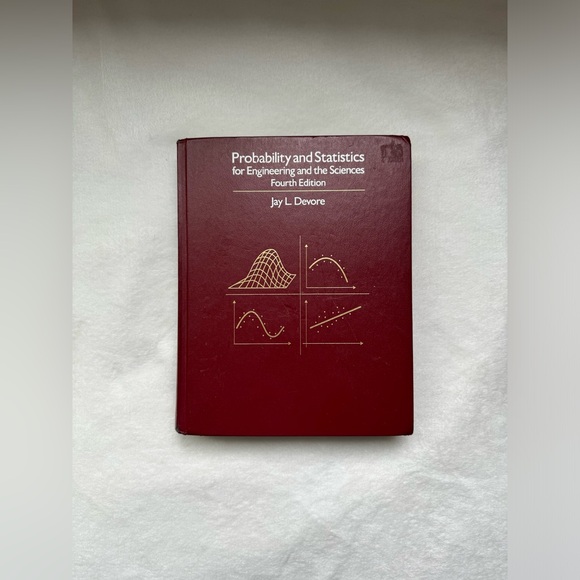 Probability and Statistics
for Engineering and the Sciences
Fourth Edition
Jay L. Devore